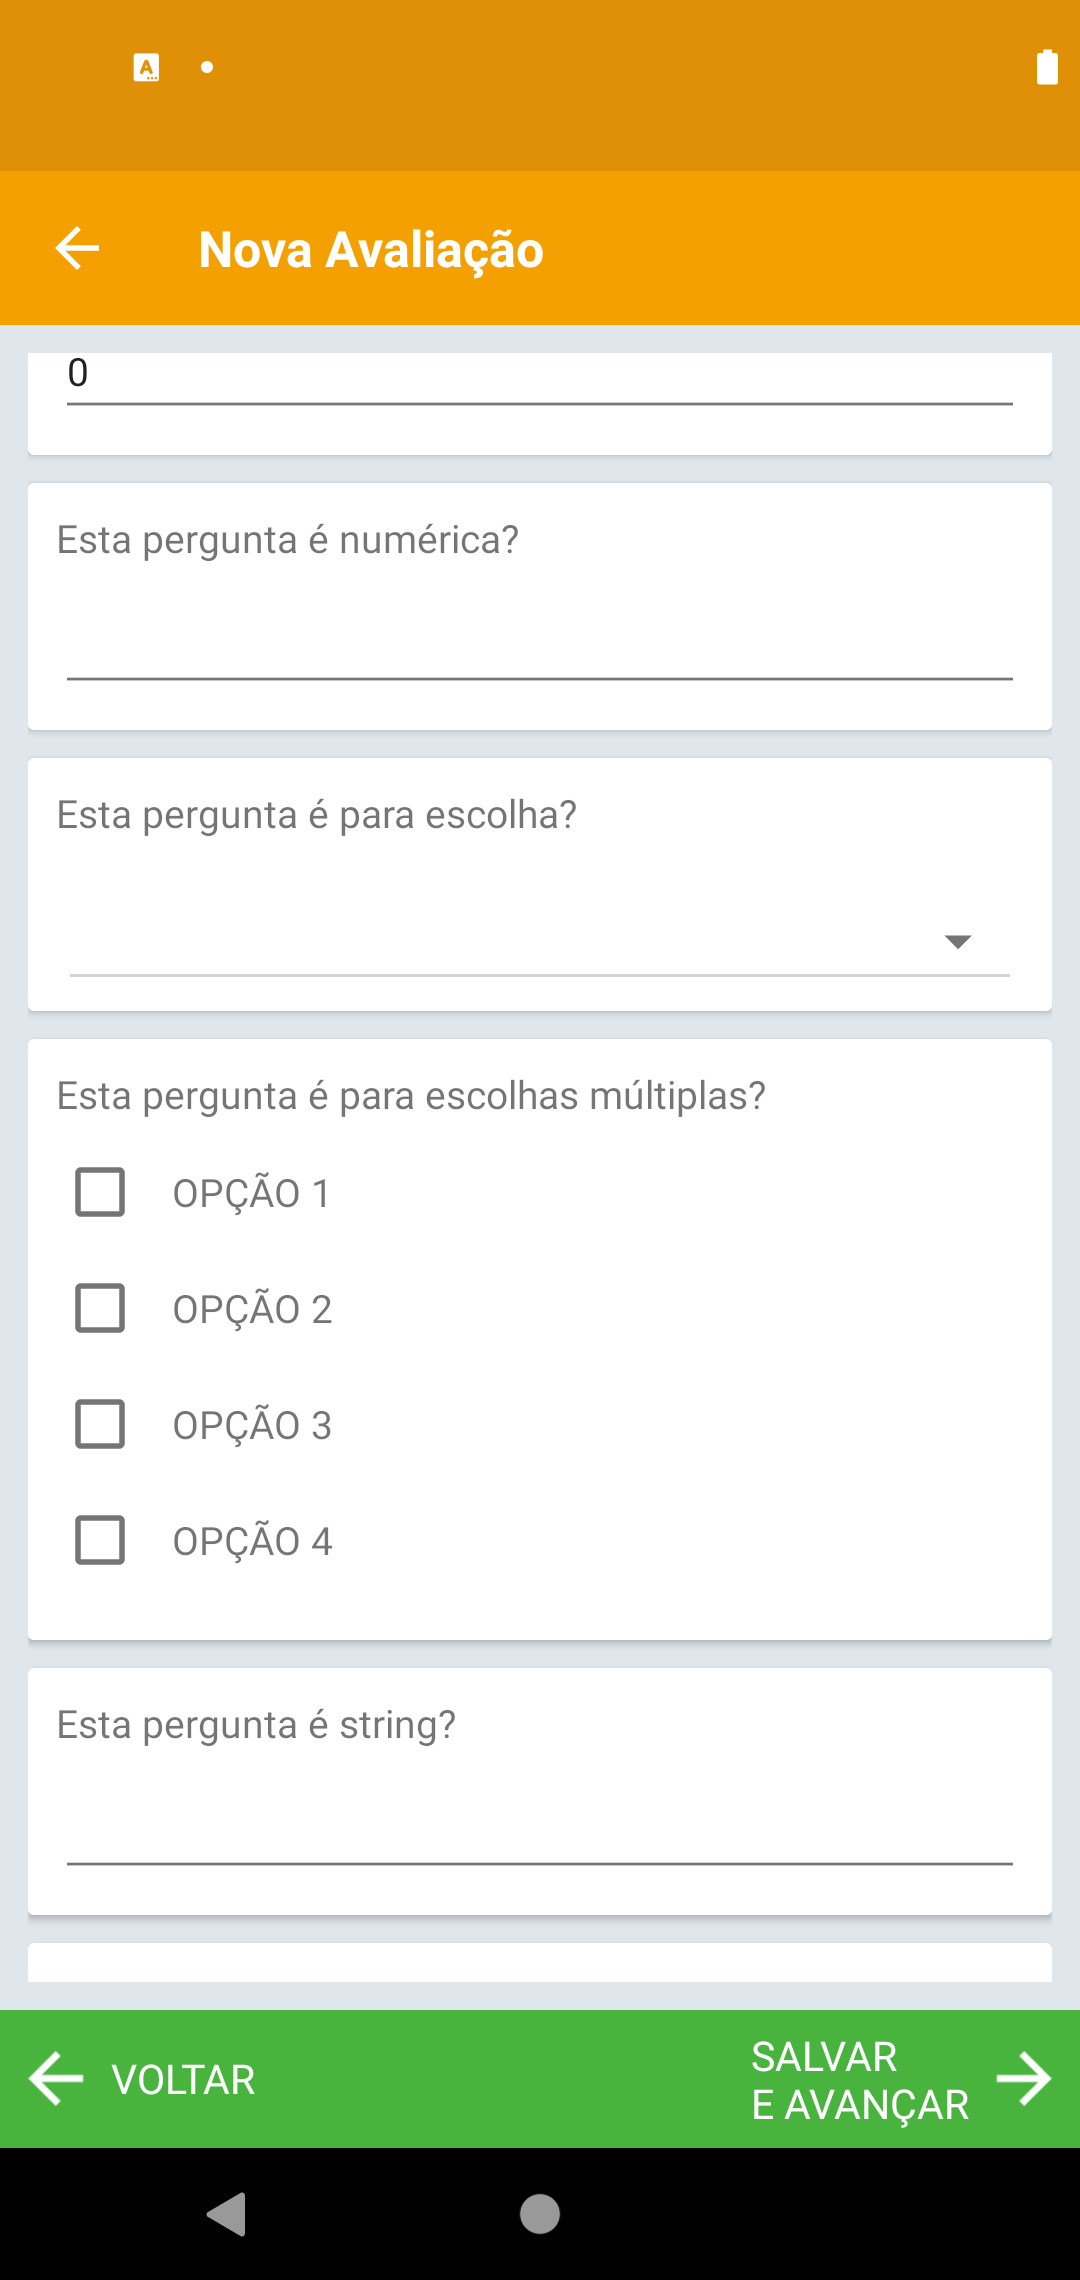 A
Nova Avaliação
0
Esta pergunta é numérica?
Esta pergunta é para escolha?
Esta pergunta é para escolhas múltiplas?
OPÇÃO 1
OPÇÃO 2
OPÇÃO 3
OPÇÃO 4
Esta pergunta é string?
VOLTAR
SALVAR
E AVANÇAR